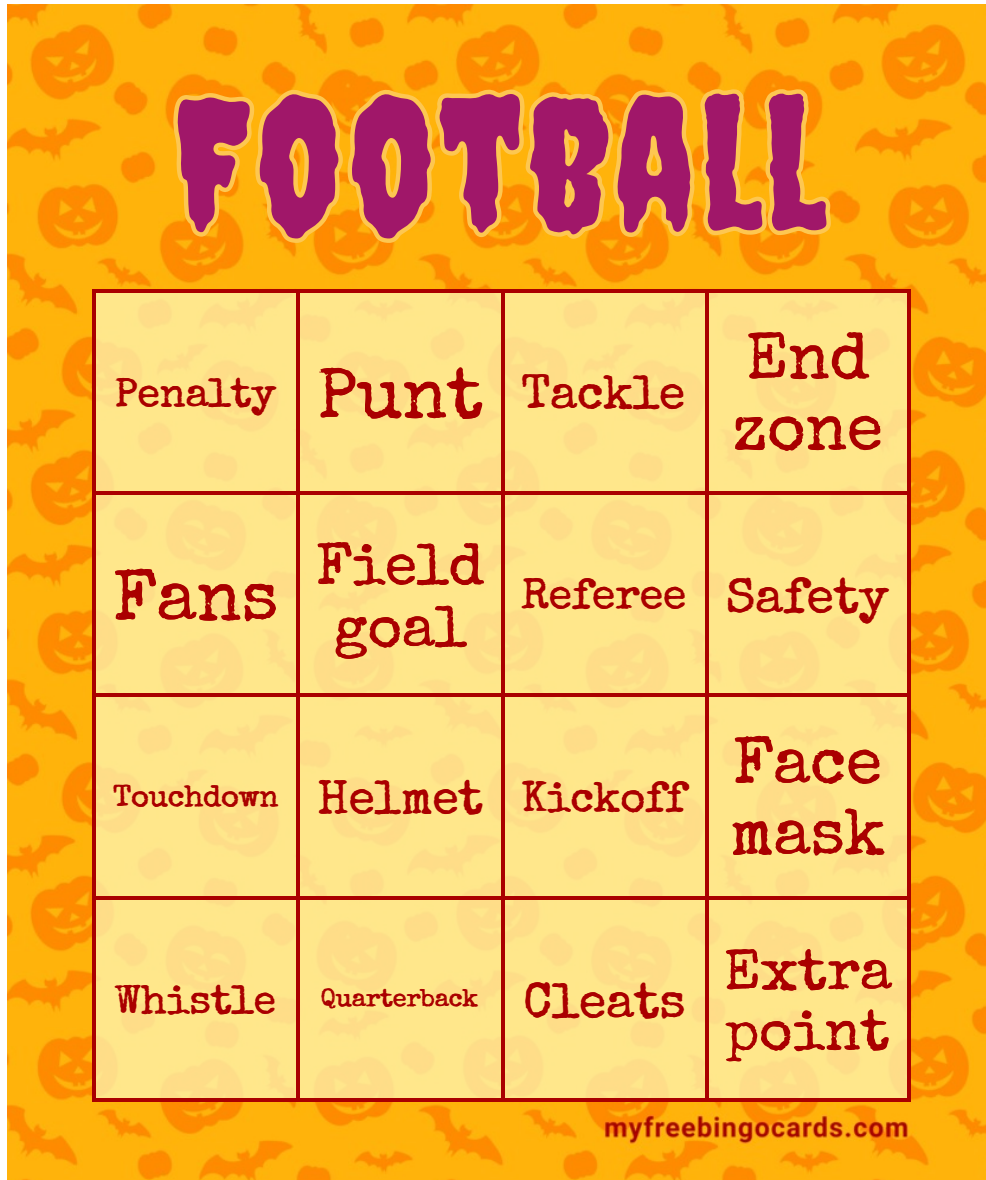 FOOTBALL
Penalty
Punt
Tackle
End
zone
Fans
Field
goal
Referee
Safety
Touchdown
Helmet
Kickoff
Face
mask
Whistle
Quarterback
Cleats
Extra
point
myfreebingocards.com